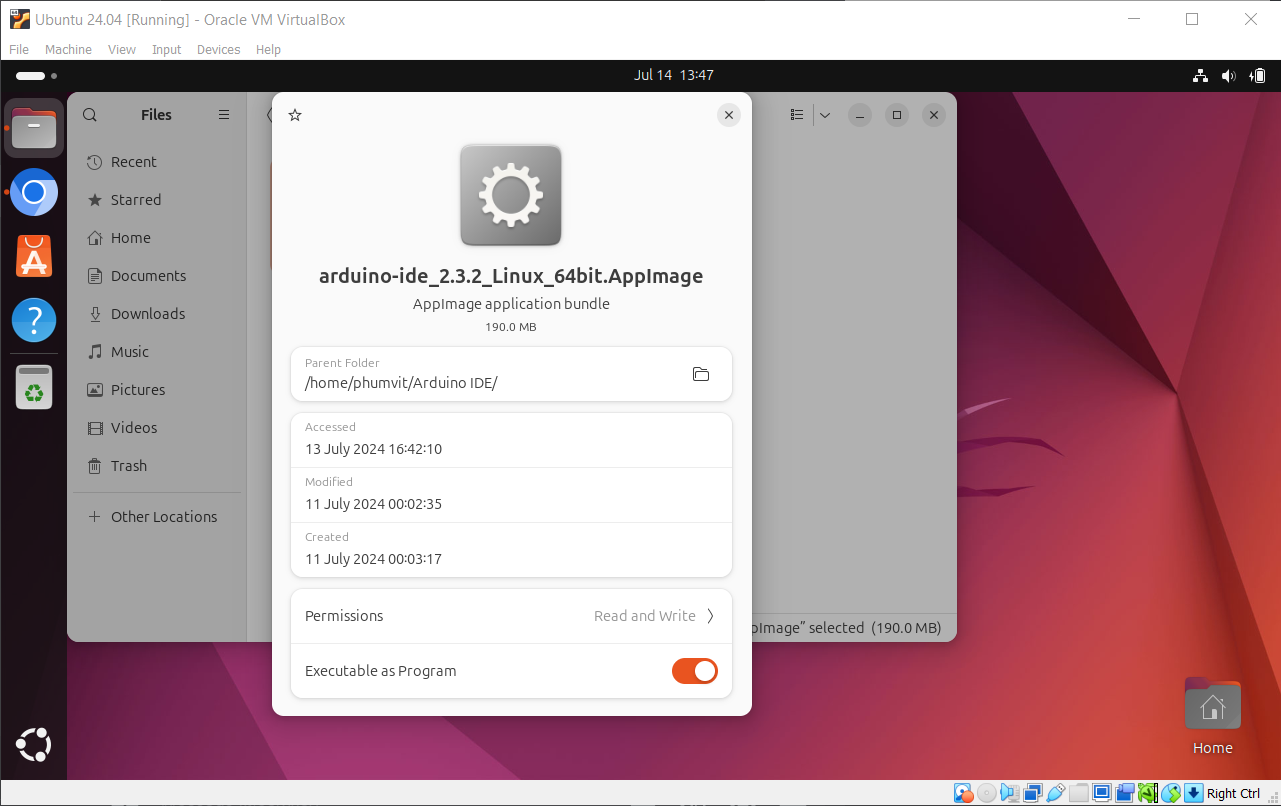 Ubuntu 24.04 [Running] - Oracle VM VirtualBox
File Machine View Input Devices Help
Jul 14 13:47
Files
Recent
Starred
Home
Documents
Downloads
Music
Pictures
Videos
Trash
Other Locations
arduino-ide_2.3.2_Linux_64bit.AppImage
AppImage application bundle
190.0 MB
Parent Folder
/home/phumvit/Arduino IDE/
Accessed
13 July 2024 16:42:10
Modified
11 July 2024 00:02:35
Created
11 July 2024 00:03:17
Permissions Read and Write
Executable as Program
pImage” selected (190.0 MB)
Home
Right Ctrl